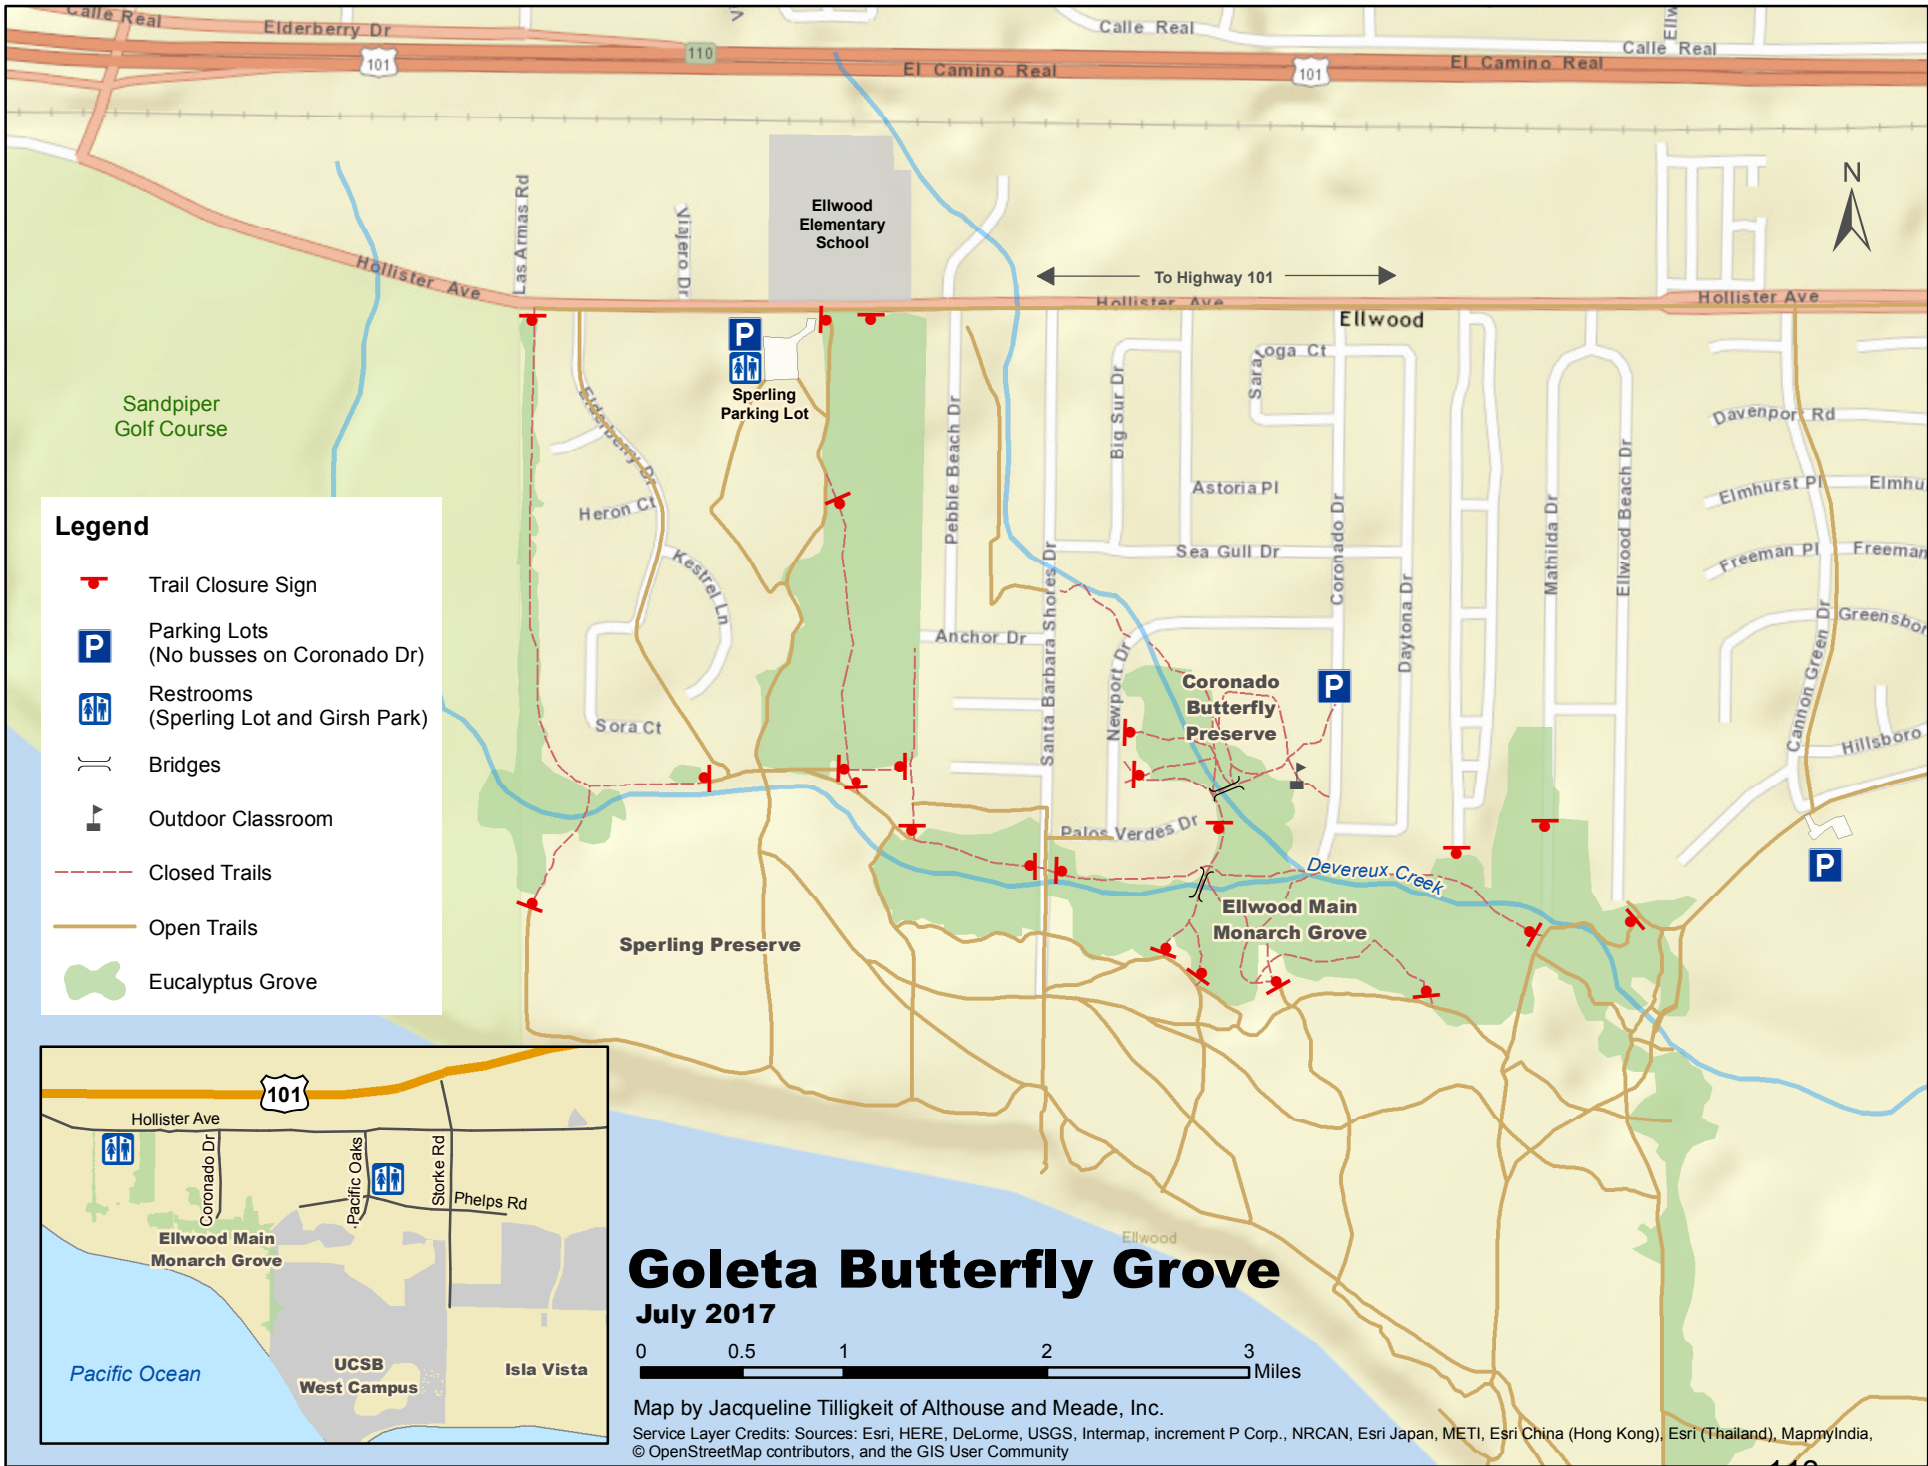 Calle Real
Elderberry Dr
101
110
El Camino Real
Calle Real
101
El Camino Real
Calle Real
N
Las Armas Rd
Viajero Dr
Ellwood
Elementary
School
Hollister Ave
To Highway 101
Hollister Ave
Hollister Ave
Ellwood
P
Sperling
Parking Lot
Sandpiper
Golf Course
Elderberry Dr
Heron Ct
Kestrel Ln
Sora Ct
Pebble Beach Dr
Anchor Dr
Santa Barbara Shores Dr
Big Sur Dr
Astoria Pl
Sea Gull Dr
Coronado Dr
Daytona Dr
Newport Dr
Palos Verdes Dr
Mathilda Dr
Ellwood Beach Dr
Davenport Rd
Elmhurst Pl
Freeman Pl
Freeman
Cannon Green Dr
Hillsboro
Coronado
Butterfly
Preserve
P
P
Devereux Creek
Ellwood Main
Monarch Grove
Sperling Preserve
Legend
Trail Closure Sign
P
Parking Lots
(No busses on Coronado Dr)
Restrooms
(Sperling Lot and Girsh Park)
Bridges
Outdoor Classroom
Closed Trails
Open Trails
Eucalyptus Grove
101
Hollister Ave
Coronado Dr
Pacific Oaks
Storke Rd
Phelps Rd
Ellwood Main
Monarch Grove
Pacific Ocean
UCSB
West Campus
Isla Vista
Ellwood
Goleta Butterfly Grove
July 2017
0 0.5 1 2 3
Miles
Map by Jacqueline Tilligkeit of Althouse and Meade, Inc.
Service Layer Credits: Sources: Esri, HERE, DeLorme, USGS, Intermap, increment P Corp., NRCAN, Esri Japan, METI, Esri China (Hong Kong), Esri (Thailand), MapmyIndia,
© OpenStreetMap contributors, and the GIS User Community